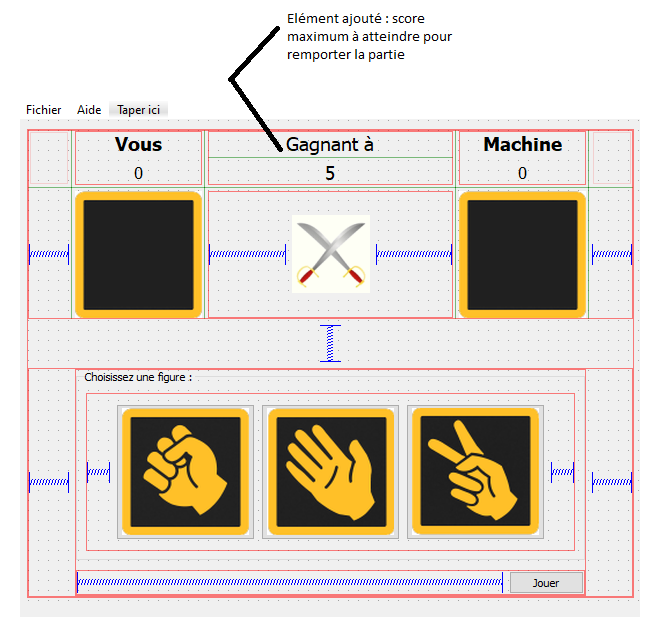 Elément ajouté : score
maximum à atteindre pour
remporter la partie
Fichier Aide Taper ici
Vous Gagnant à Machine
0 5 0
Choisissez une figure :
Jouer